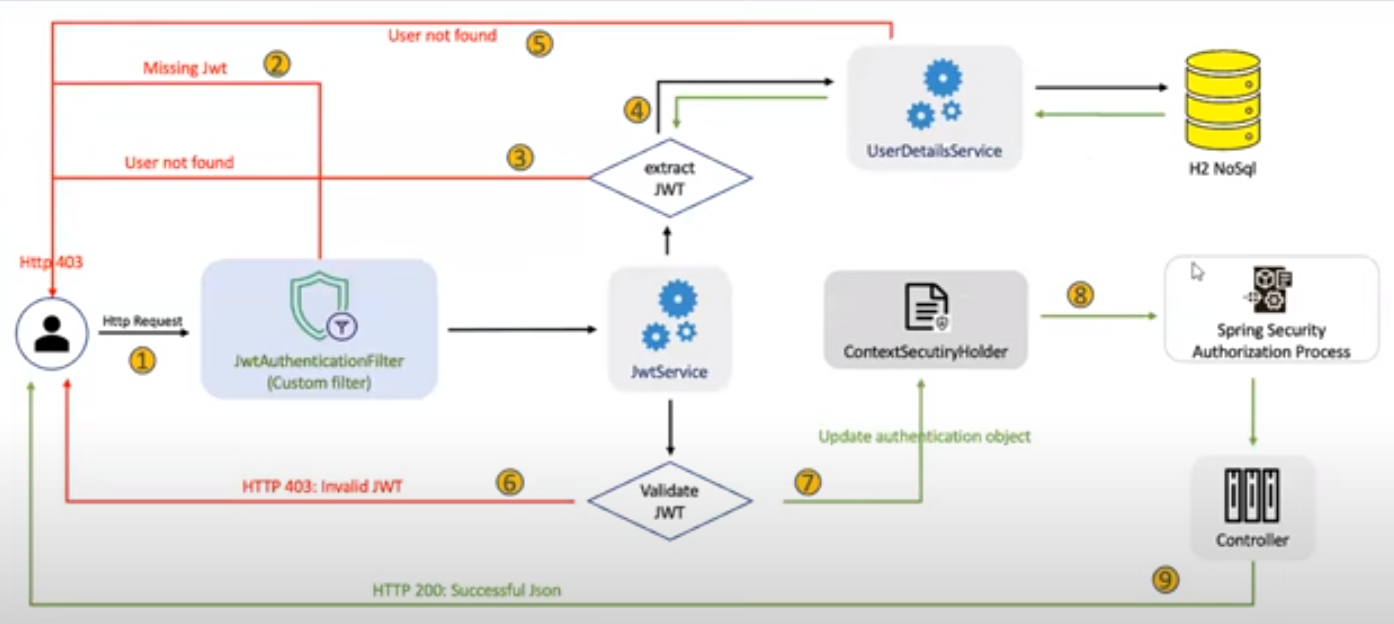 User not found
5
Missing Jwt
2
4
User not found
3
extract
JWT
UserDetailsService
H2 NoSql
Http 403
Http Request
1
JwtAuthenticationFilter
(Custom filter)
JwtService
ContextSecutiryHolder
8
Spring Security
Authorization Process
Update authentication object
HTTP 403: Invalid JWT
6
Validate
JWT
7
Controller
HTTP 200: Successful Json
9